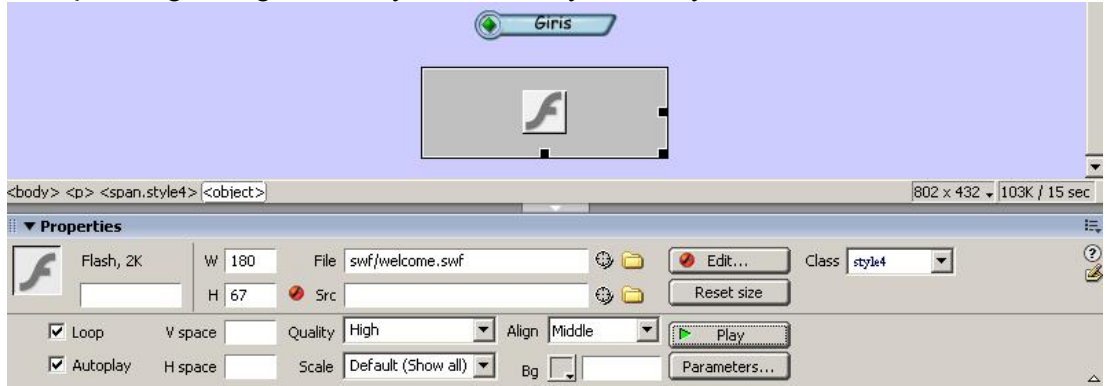 Giris
<body> <p> <span.style4> <object>
802 x 432
103K / 15 sec
Properties
Flash, 2K
W 180
File swf/welcome.swf
Edit...
Class style4
H 67
Src
Reset size
Loop
V space
Quality High
Align Middle
Play
Autoplay
H space
Scale Default (Show all)
Bg
Parameters...